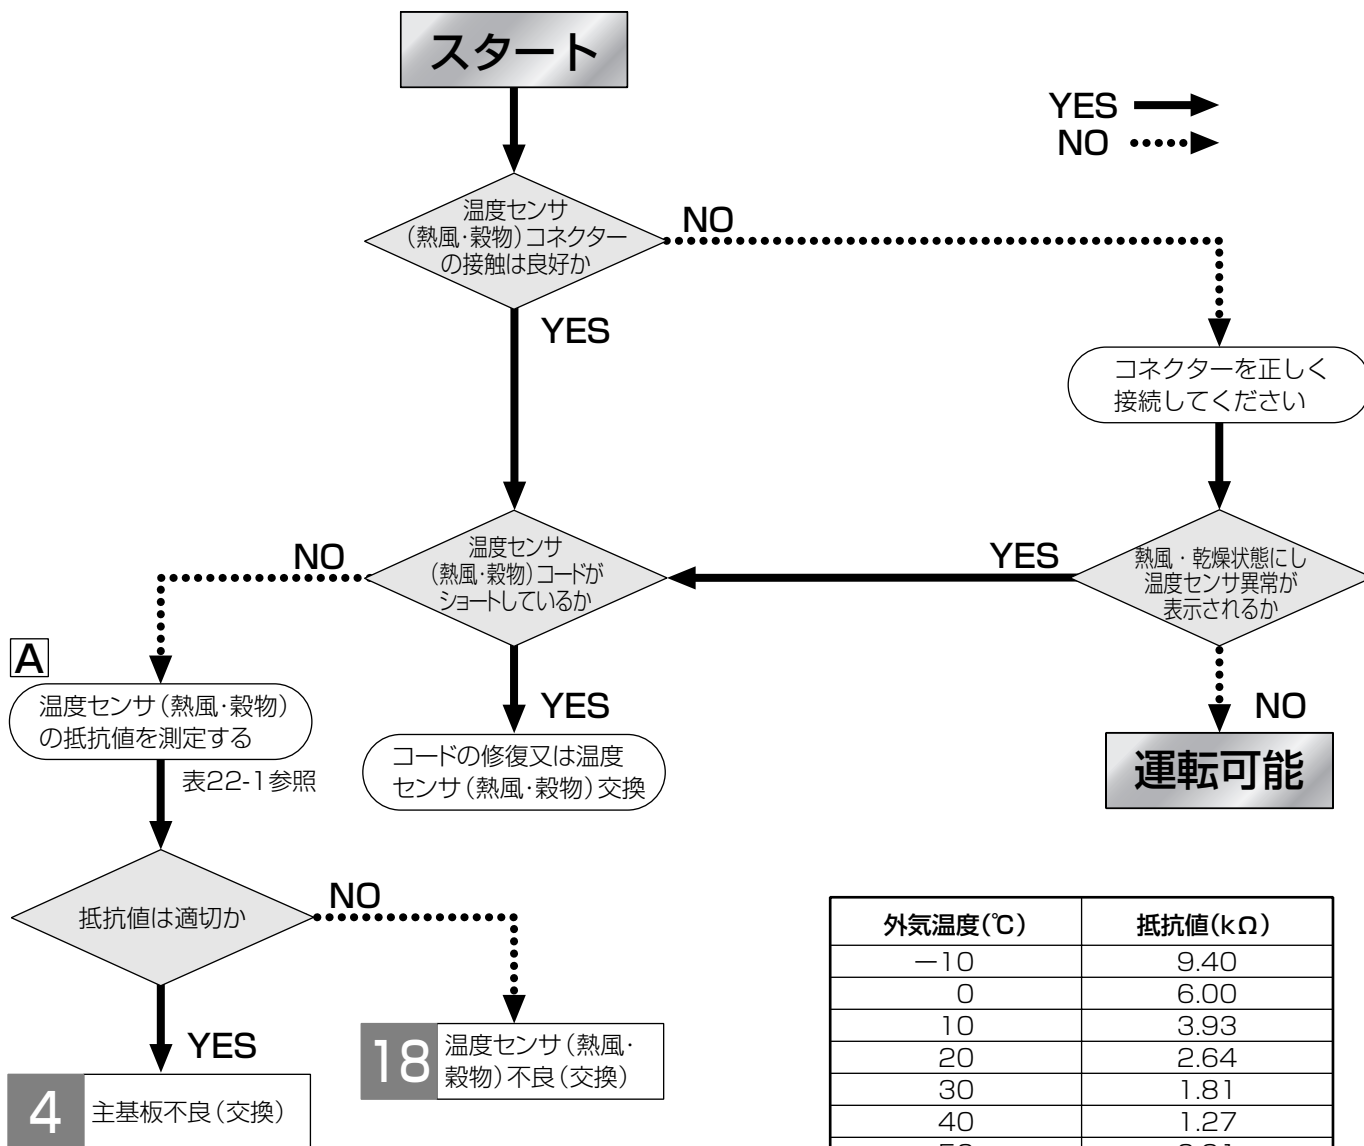 スタート
YES
NO
温度センサ
(熱風·穀物)コネクター
の接触は良好か
NO
YES
コネクターを正しく
接続してください
NO
温度センサ
(熱風·穀物)コードが
ショートしているか
YES
熱風・乾燥状態にし
温度センサ異常が
表示されるか
A
温度センサ(熱風·穀物)
の抵抗値を測定する
表22-1参照
YES
コードの修復又は温度
センサ(熱風·穀物)交換
NO
運転可能
抵抗値は適切か
NO
YES
18 温度センサ(熱風·
穀物)不良(交換)
4 主基板不良(交換)
外気温度(℃) 抵抗値(kΩ)
−10 9.40
0 6.00
10 3.93
20 2.64
30 1.81
40 1.27